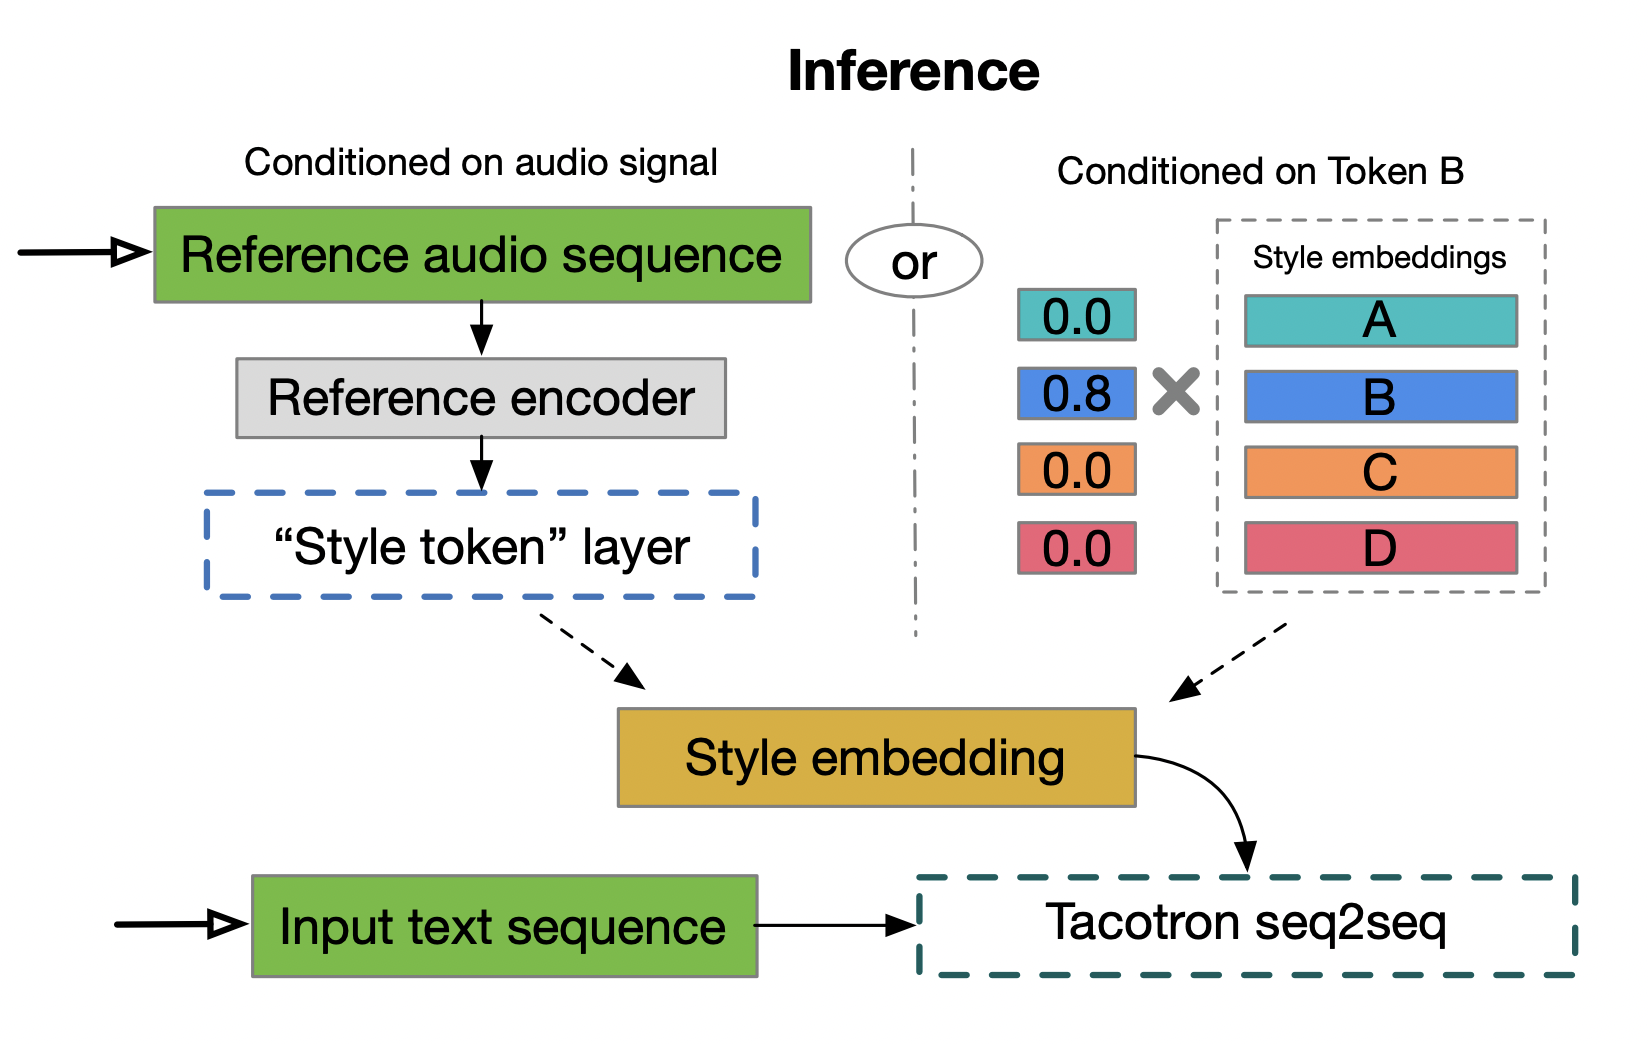 Inference
Conditioned on audio signal
Reference audio sequence
Reference encoder
“Style token” layer
or
Conditioned on Token B
Style embeddings
0.0
A
0.8
B
0.0
C
0.0
D
Style embedding
Input text sequence
Tacotron seq2seq